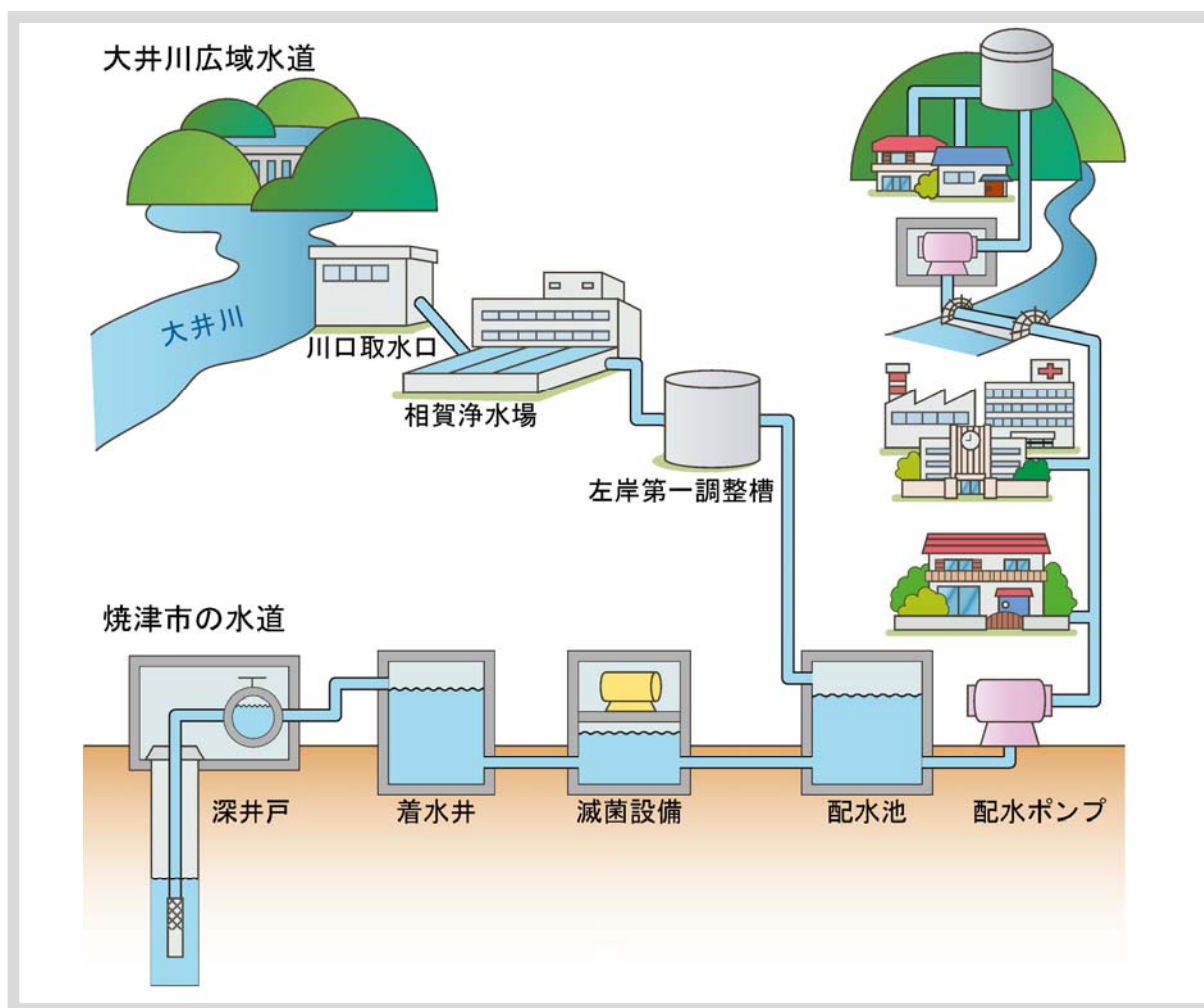 大井川広域水道
大井川
川口取水口
相賀浄水場
左岸第一調整槽
焼津市の水道
深井戸
着水井
滅菌設備
配水池
配水ポンプ